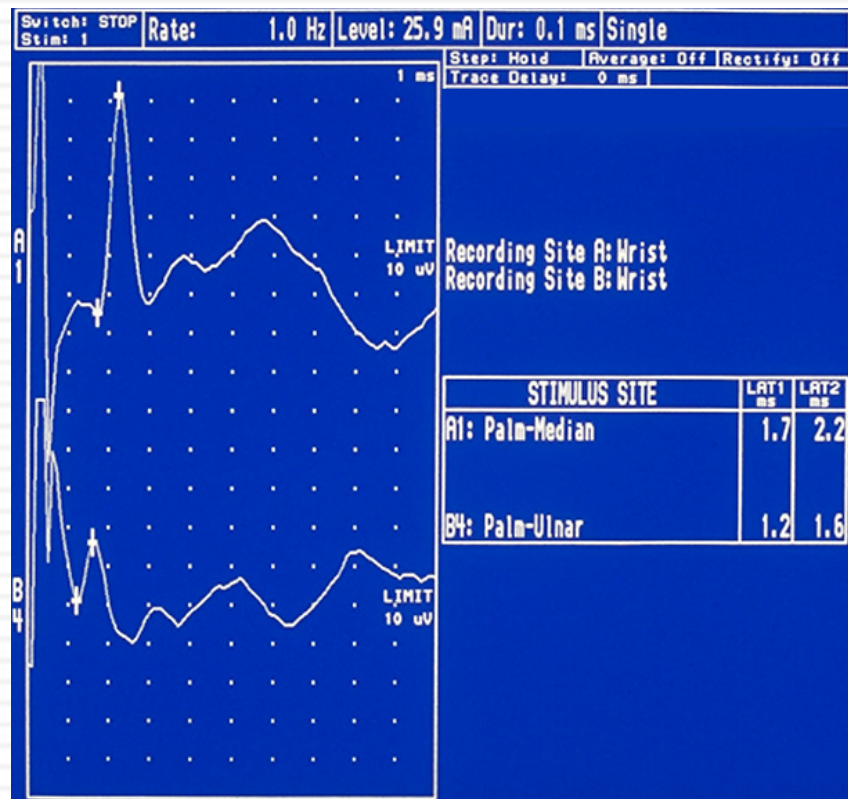 Switch: STOP
Stim: 1
Rate: 1.0 Hz
Level: 25.9 mA
Dur: 0.1 ms
Single
Step: Hold
Average: Off
Rectify: Off
Trace Delay: 0 ms
1 ms
A
1
LIMIT
10 uV
Recording Site A: Wrist
Recording Site B: Wrist
STIMULUS SITE LAT1 ms LAT2 ms
A1: Palm-Median 1.7 2.2
B4: Palm-Ulnar 1.2 1.6
B
4
LIMIT
10 uV